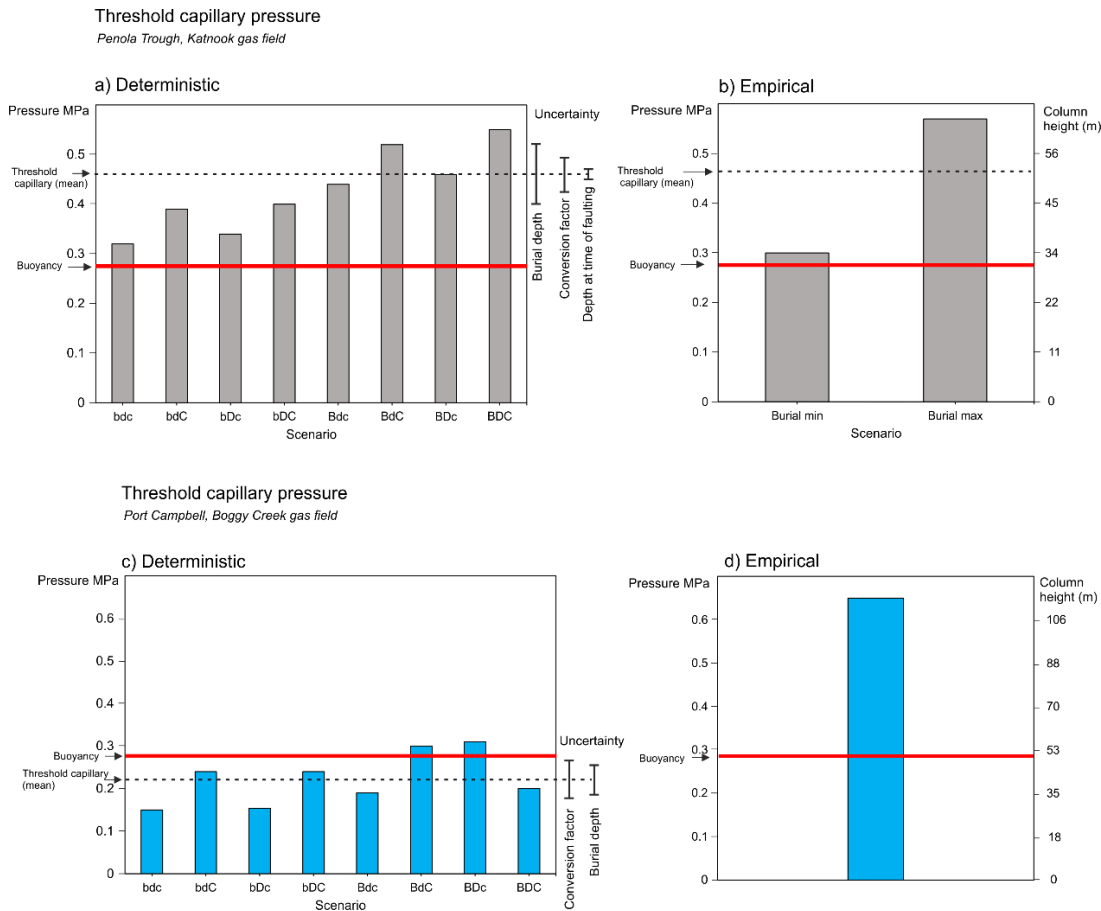 Threshold capillary pressure
Penola Trough, Katnook gas field
a) Deterministic
Pressure MPa
Uncertainty
0.5
Threshold
capillary (mean)
0.4
0.3
Buoyancy
0.2
0.1
0
bdc bdC bDc bDC Bdc BdC BDc BDC
Scenario
Burial depth
Conversion factor
Depth at time of faulting
b) Empirical
Pressure MPa
Column
height (m)
0.5
Threshold
capillary (mean)
0.4
0.3
Buoyancy
0.2
0.1
0
56
45
34
22
11
0
Burial min Burial max
Scenario
Threshold capillary pressure
Port Campbell, Boggy Creek gas field
c) Deterministic
Pressure MPa
0.6
0.5
0.4
0.3
Buoyancy
Threshold capillary
(mean)
0.2
0.1
0
bdc bdC bDc bDC Bdc BdC BDc BDC
Scenario
Uncertainty
Conversion factor
Burial depth
d) Empirical
Pressure MPa
Column
height (m)
0.6
0.5
0.4
0.3
Buoyancy
0.2
0.1
0
106
88
70
53
35
18
0